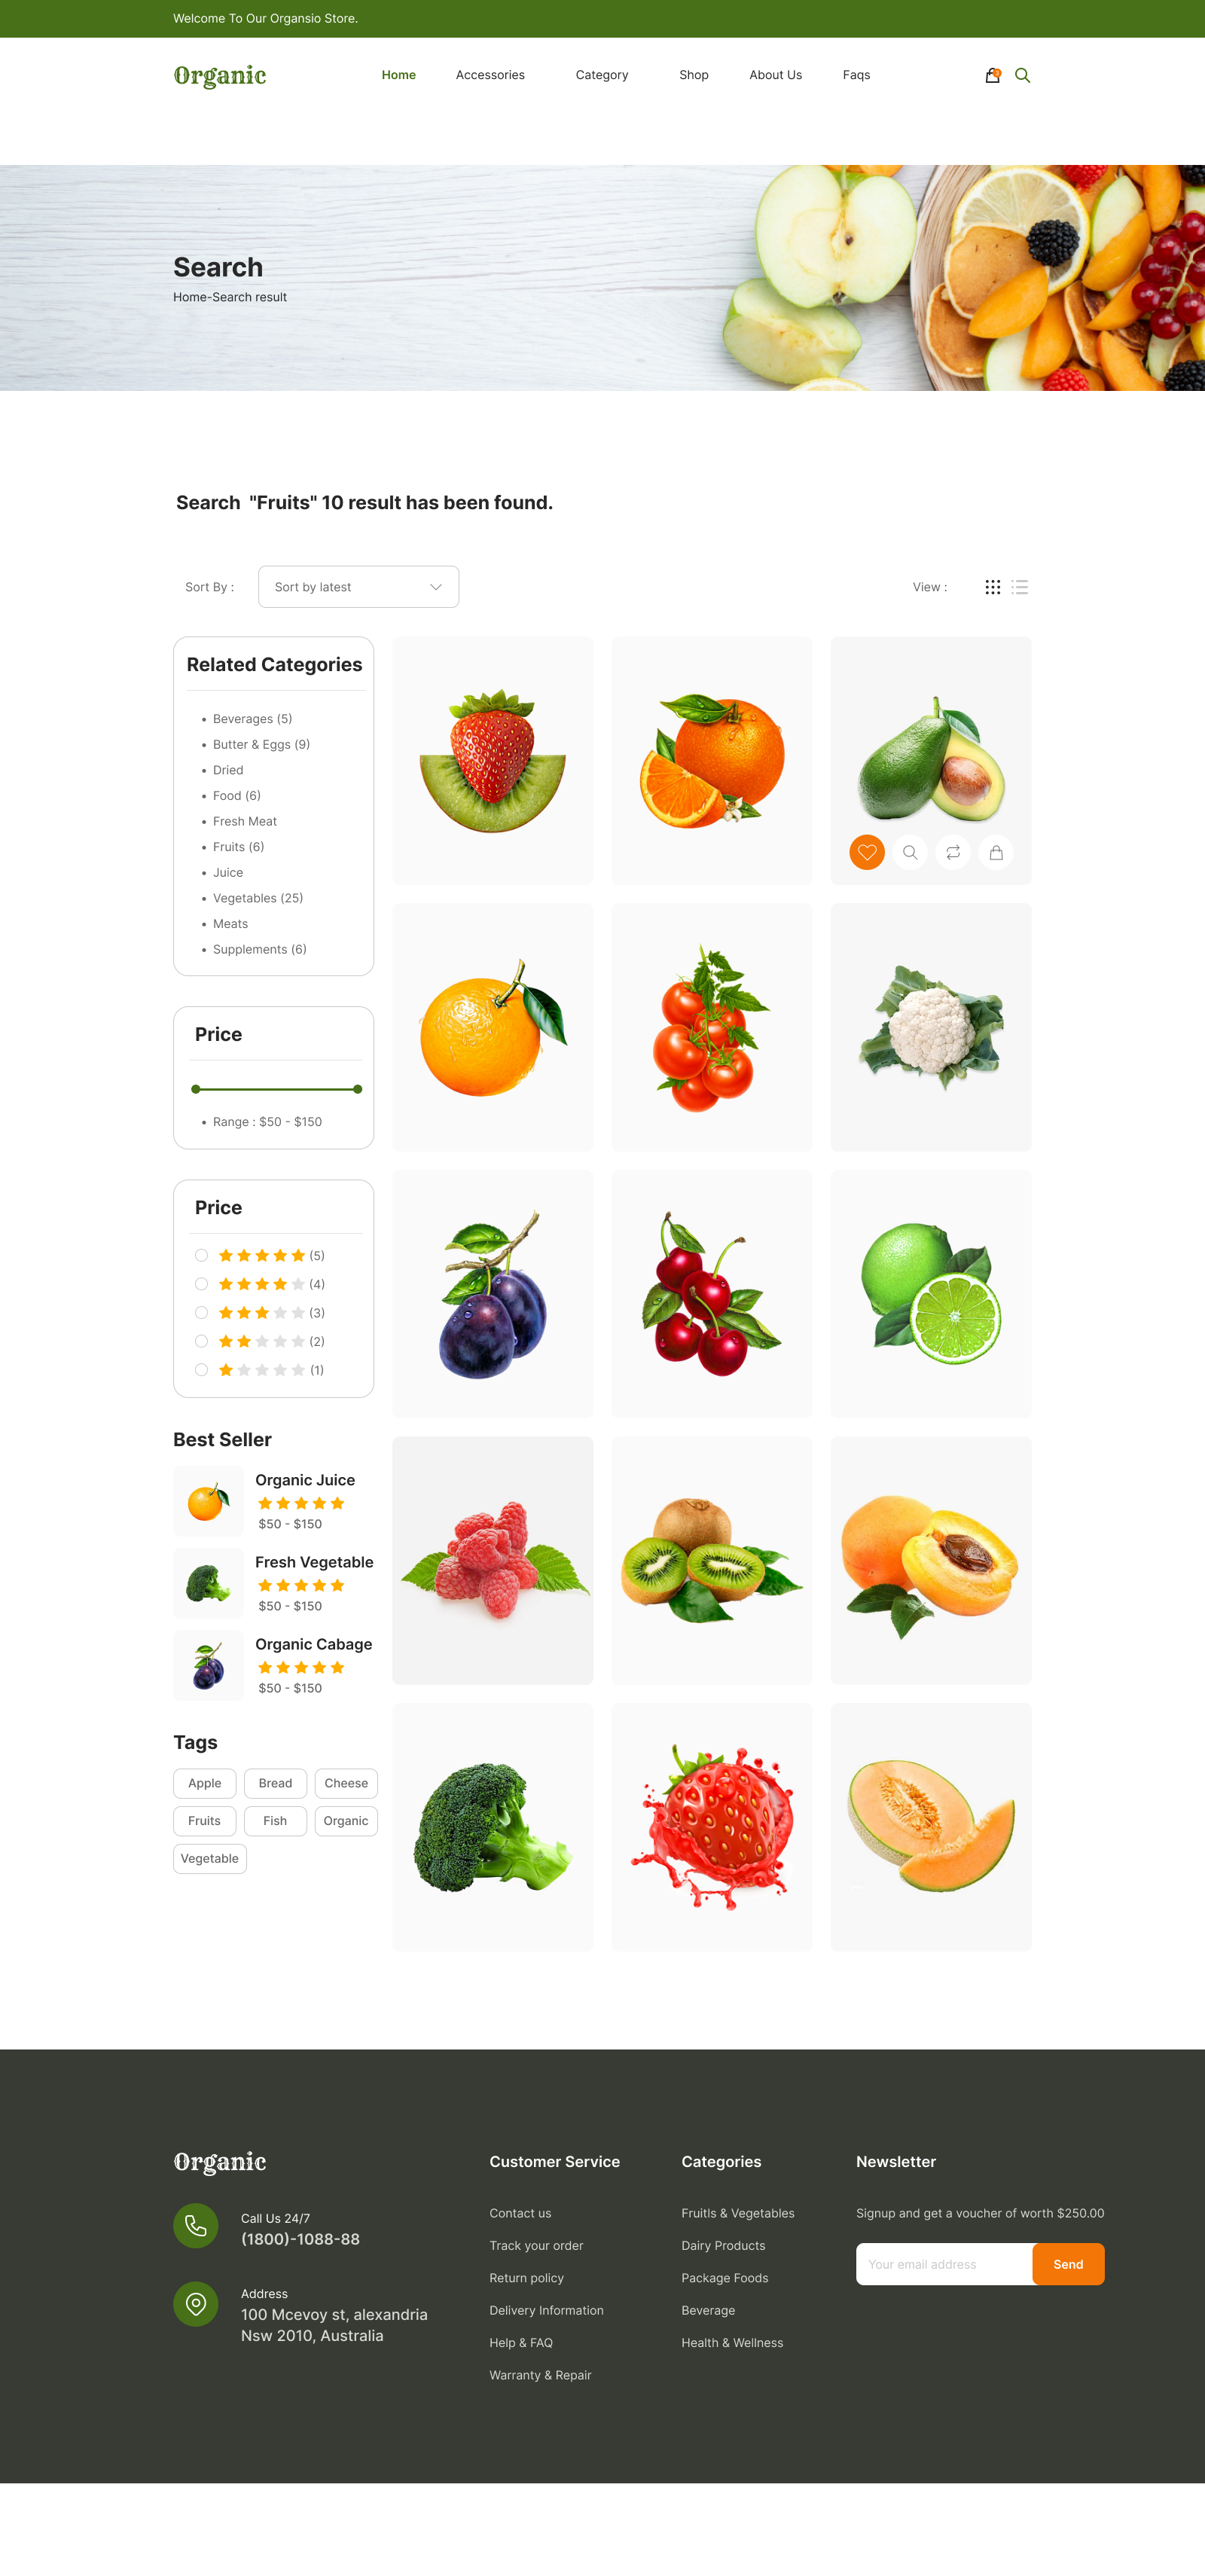 Welcome To Our Organsio Store.
Organic
Home
Accessories
Category
Shop
About Us
Faqs
Search
Home-Search result
Search "Fruits" 10 result has been found.
Sort By :
Sort by latest
View :
Related Categories
• Beverages (5)
• Butter & Eggs (9)
• Dried
• Food (6)
• Fresh Meat
• Fruits (6)
• Juice
• Vegetables (25)
• Meats
• Supplements (6)
Price
• Range : $50 - $150
Price
(5)
(4)
(3)
(2)
(1)
Best Seller
Organic Juice
$50 - $150
Fresh Vegetable
$50 - $150
Organic Cabage
$50 - $150
Tags
Apple
Bread
Cheese
Fruits
Fish
Organic
Vegetable
Organic
Call Us 24/7
(1800)-1088-88
Address
100 Mcevoy st, alexandria
Nsw 2010, Australia
Customer Service
Contact us
Track your order
Return policy
Delivery Information
Help & FAQ
Warranty & Repair
Categories
Fruitls & Vegetables
Dairy Products
Package Foods
Beverage
Health & Wellness
Newsletter
Signup and get a voucher of worth $250.00
Your email address
Send